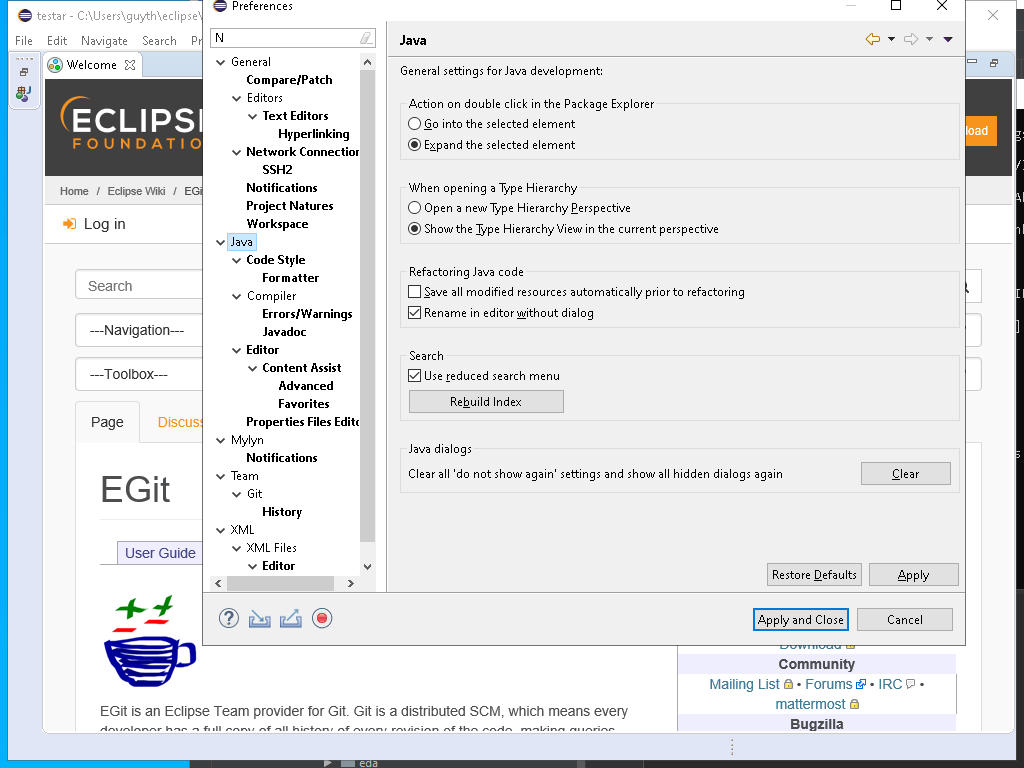 testar - C:\Users\guyth\eclipse\
File Edit Navigate Search
Welcome
ECLIPSE
FOUNDATIO
Home / Eclipse Wiki /
Log in
Search
---Navigation---
---Toolbox---
Page Discuss
EGit
User Guide
EGit is an Eclipse Team provider for Git. Git is a distributed SCM, which means every
developer has a full copy of all history of every revision of the code, making queries
Preferences
N
General
Compare/Patch
Editors
Text Editors
Hyperlinking
Network Connection
SSH2
Notifications
Project Natures
Workspace
Java
Code Style
Formatter
Compiler
Errors/Warnings
Javadoc
Editor
Content Assist
Advanced
Favorites
Properties Files Edito
Mylyn
Notifications
Team
Git
History
XML
XML Files
Editor
Java
General settings for Java development:
Action on double click in the Package Explorer
Go into the selected element
Expand the selected element
When opening a Type Hierarchy
Open a new Type Hierarchy Perspective
Show the Type Hierarchy View in the current perspective
Refactoring Java code
Save all modified resources automatically prior to refactoring
Rename in editor without dialog
Search
Use reduced search menu
Rebuild Index
Java dialogs
Clear all 'do not show again' settings and show all hidden dialogs again
Clear
Restore Defaults Apply
Apply and Close Cancel
Download
Community
Mailing List • Forums • IRC •
mattermost
Bugzilla
eda